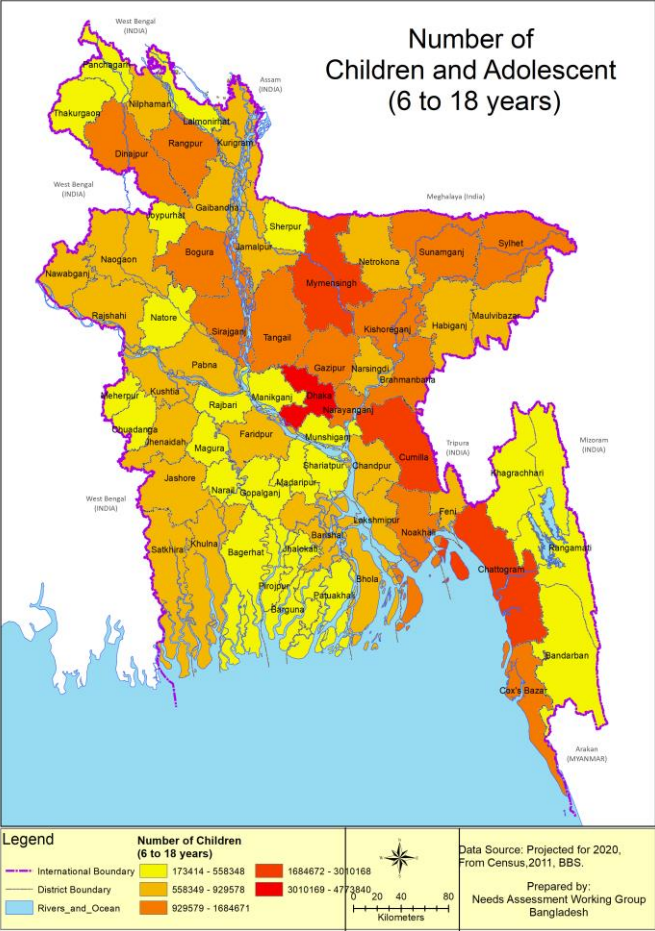 Number of
Children and Adolescent
(6 to 18 years)
West Bengal
(INDIA)
Assam
(INDIA)
Panchagarh
Nilphamari
Thakurgaon
Lalmonirhat
Kurigram
Rangpur
Dinajpur
West Bengal
(INDIA)
Meghalaya (India)
Gaibandha
Joypurhat
Sherpur
Jamalpur
Sylhet
Sunamganj
Bogura
Naogaon
Netrokona
Nawabganj
Mymensingh
Rajshahi
Natore
Maulvibazar
Habiganj
Sirajganj
Tangail
Kishoreganj
Pabna
Gazipur
Narsingdi
Brahmanbaria
Kushtia
Meherpur
Rajbari
Manikganj
Dhaka
Narayanganj
Chuadanga
Jhenaidah
Faridpur
Munshiganj
Magura
Tripura
(INDIA)
Mizoram
(INDIA)
Cumilla
Shariatpur
Chandpur
Khagrachhari
Jashore
Madaripur
Narail
Gopalganj
West Bengal
(INDIA)
Feni
Lakshmipur
Noakhali
Barishal
Khulna
Satkhira
Bagerhat
Jhalokati
Rangamati
Chattogram
Bhola
Pirojpur
Patuakhali
Barguna
Bandarban
Cox's Bazar
Arakan
(MYANMAR)
Legend
International Boundary
District Boundary
Rivers_and_Ocean
Number of Children
(6 to 18 years)
173414 - 558348
558349 - 929578
929579 - 1684671
1684672 - 3010168
3010169 - 4773840
0 20 40 60 80
Kilometers
Data Source: Projected for 2020,
From Census,2011, BBS.
Prepared by:
Needs Assessment Working Group
Bangladesh